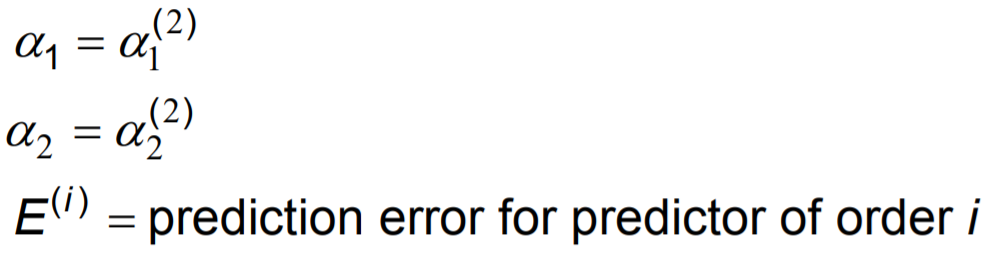 α₁ = α₁⁽²⁾
α₂ = α₂⁽²⁾
E⁽ⁱ⁾ = prediction error for predictor of order i